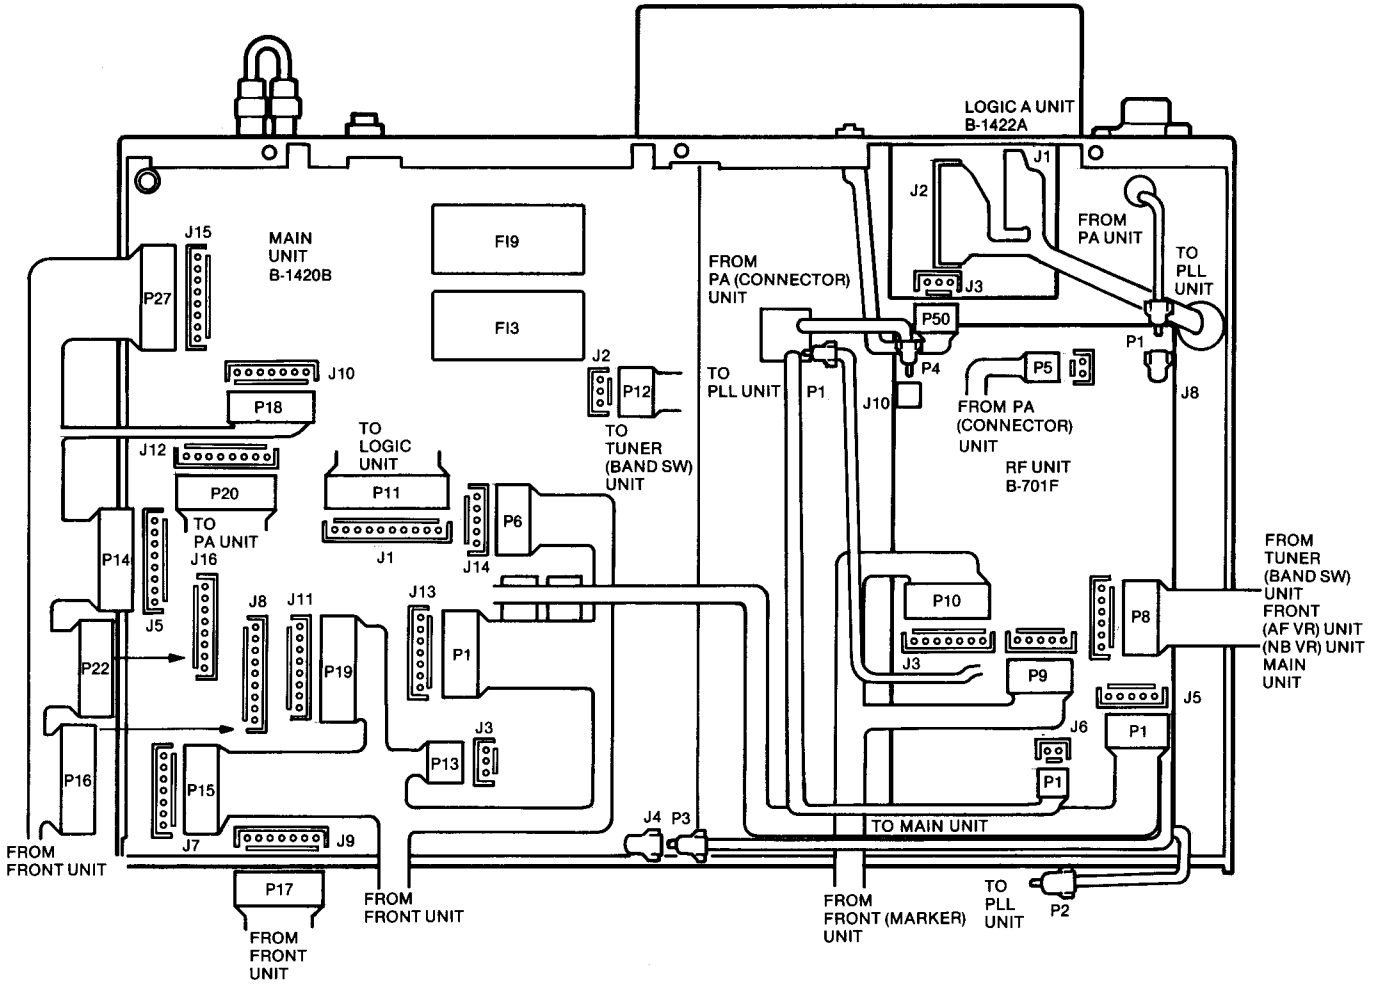 LOGIC A UNIT
B-1422A
J1
J2
J15
MAIN
UNIT
B-1420B
FI9
FROM
PA UNIT
TO
PLL
UNIT
FROM
PA (CONNECTOR)
UNIT
J3
P27
P50
FI3
P1
J2
P4
P5
J10
TO
PLL UNIT
P1
J10
J8
P12
P18
FROM PA
(CONNECTOR)
UNIT
TO
LOGIC
UNIT
TO
TUNER
(BAND SW)
UNIT
J12
RF UNIT
B-701F
P20
P11
P6
TO
PA UNIT
J1
J14
P14
J16
FROM
TUNER
(BAND SW)
UNIT
FRONT
(AF VR) UNIT
(NB VR) UNIT
MAIN
UNIT
J5
J8
J11
J13
P10
P8
J3
P22
P19
P1
P9
J5
J6
P1
J3
P13
P1
P16
P15
J4
P3
TO MAIN UNIT
J7
J9
FROM
FRONT UNIT
P17
FROM
FRONT UNIT
FROM
FRONT (MARKER)
UNIT
TO
PLL
UNIT
P2
FROM
FRONT
UNIT